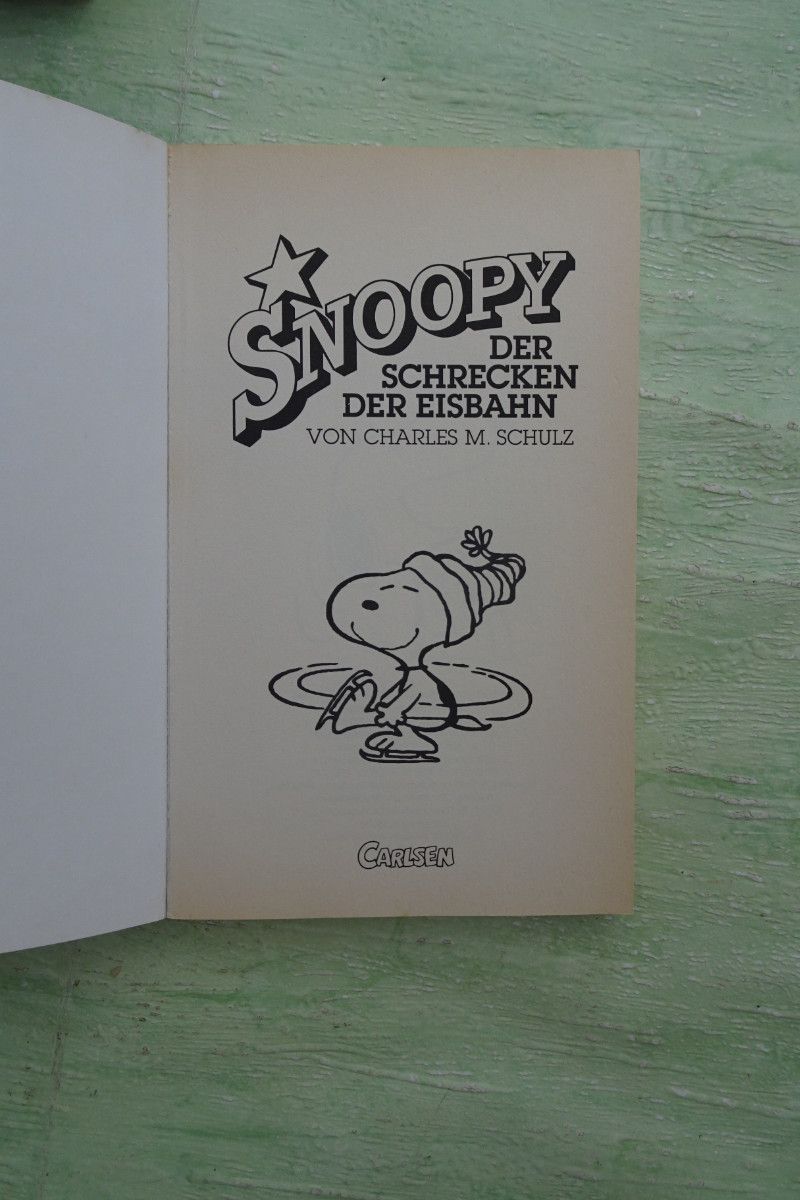 SNOOPY
DER
SCHRECKEN
DER EISBAHN
VON CHARLES M. SCHULZ
CARLSEN